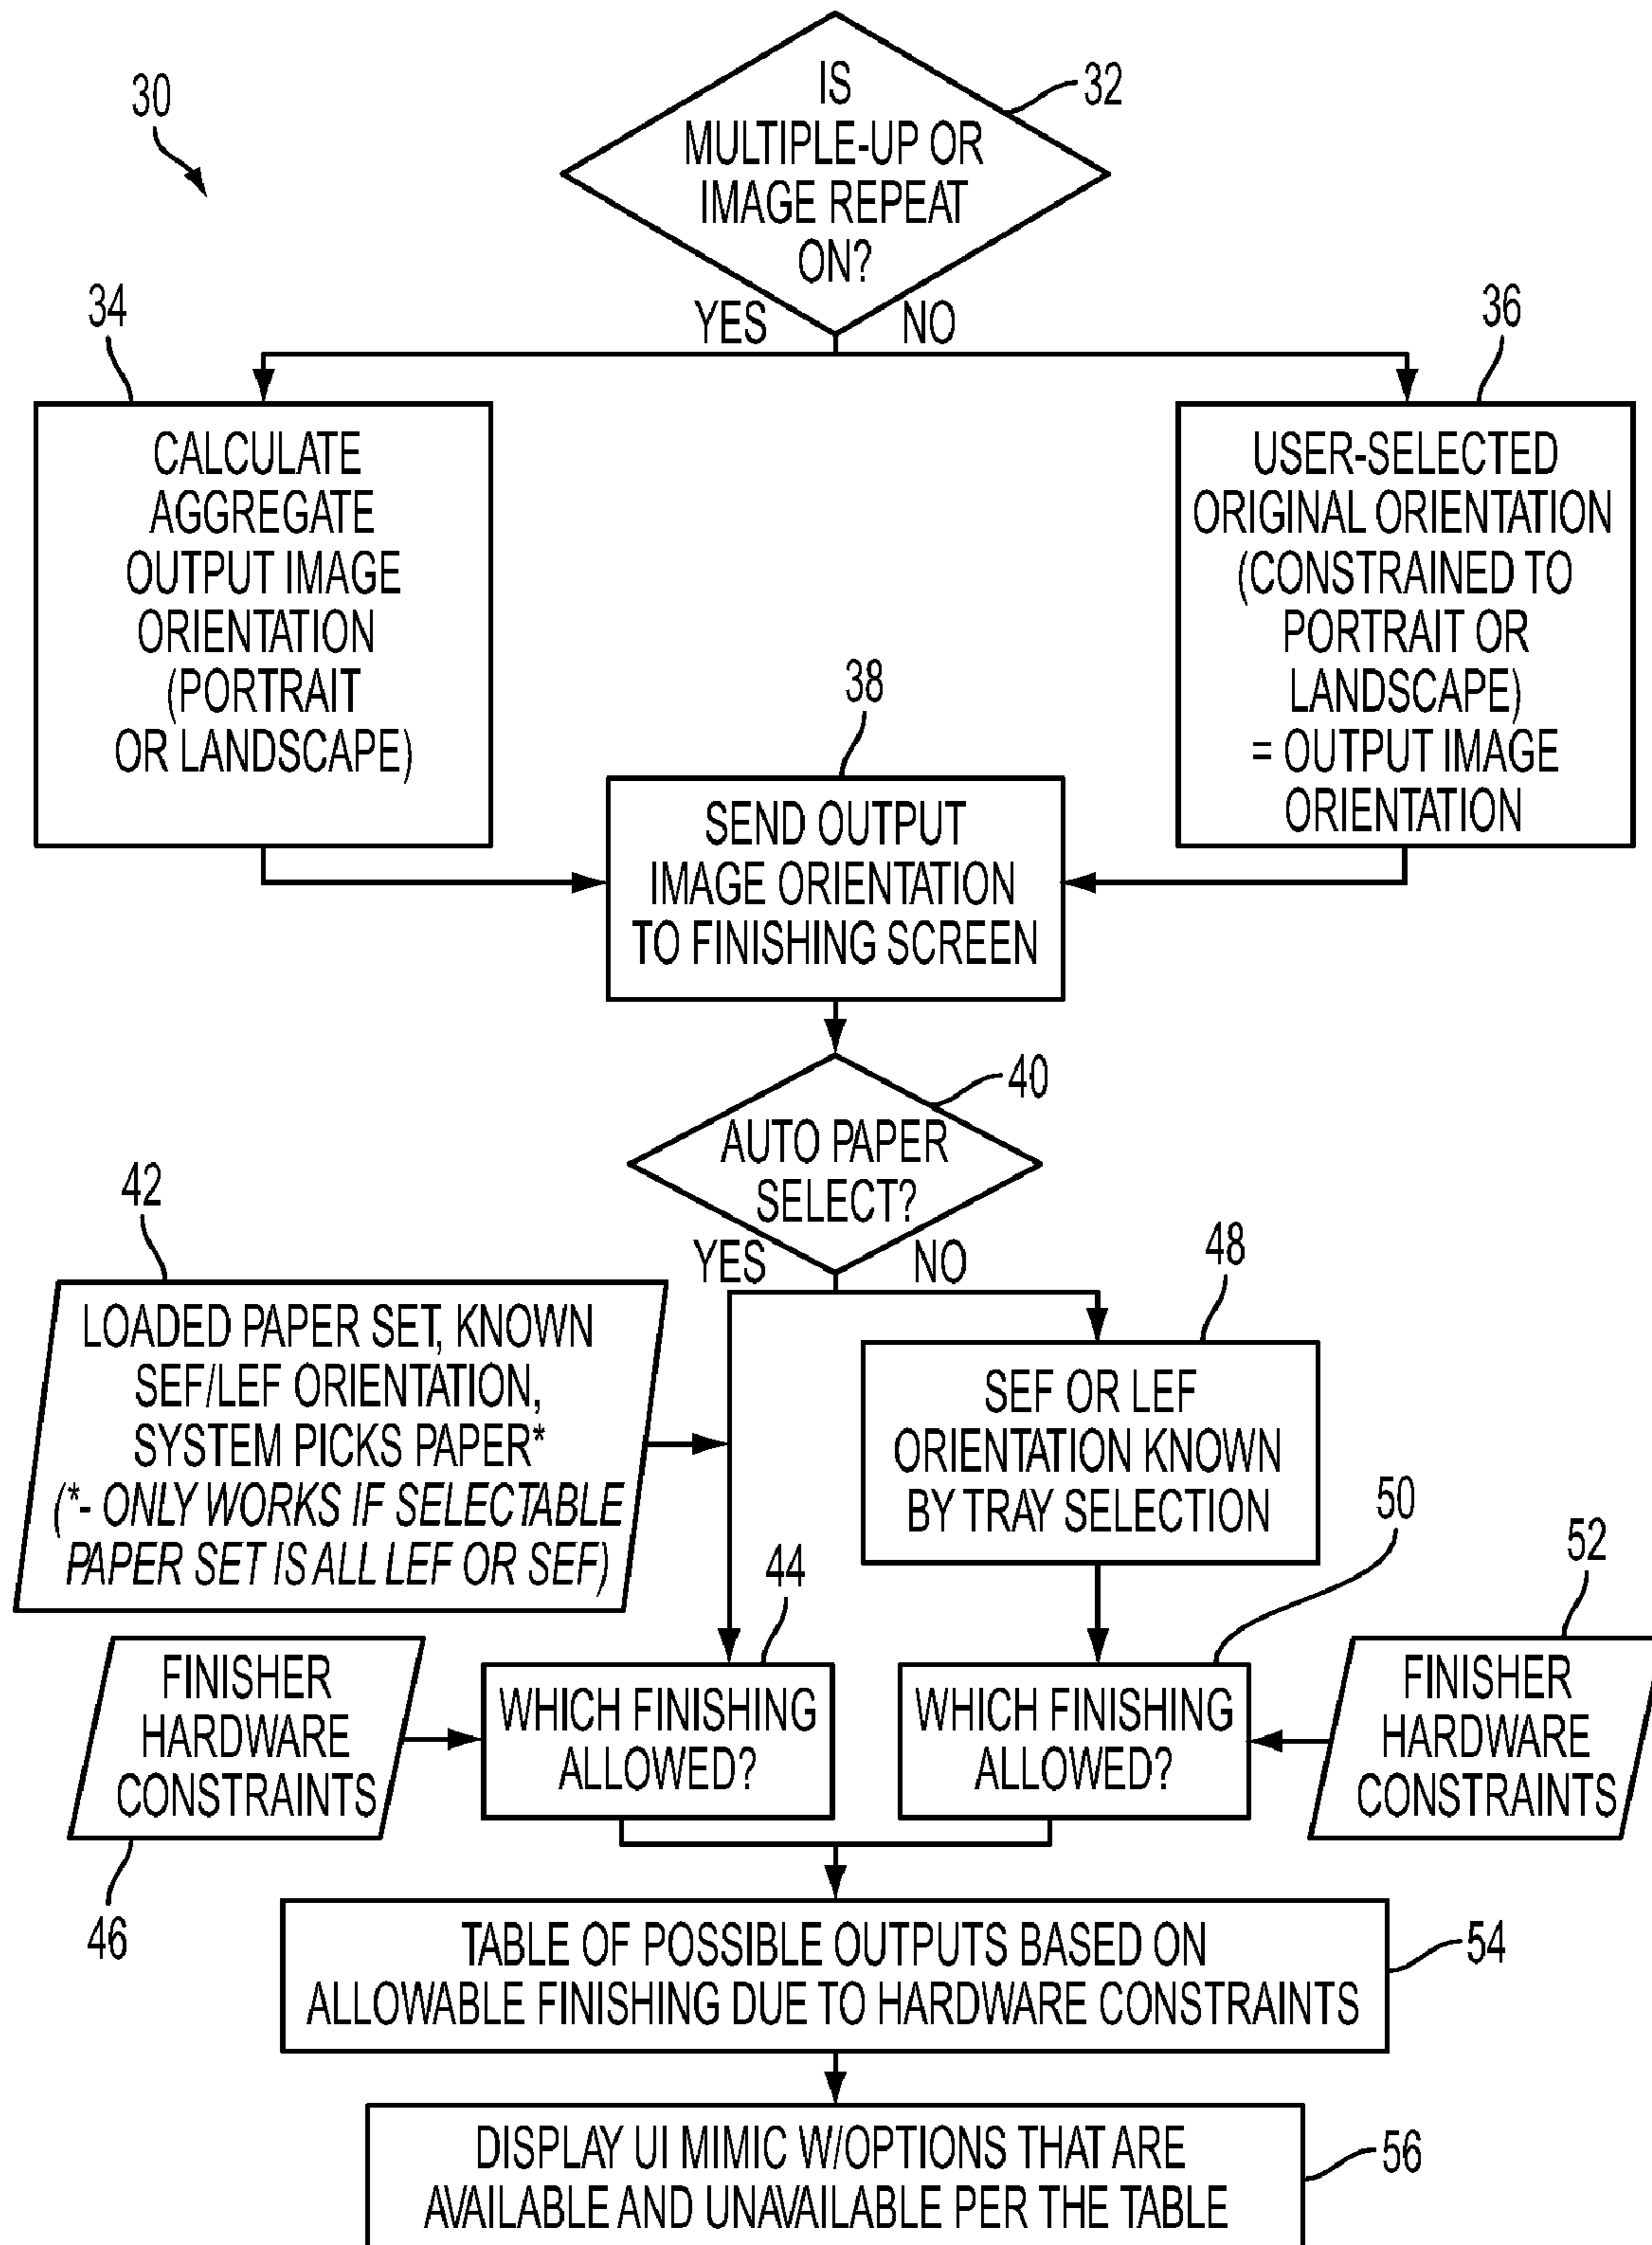 30
IS
MULTIPLE-UP OR
IMAGE REPEAT
ON?
32
YES
NO
34
CALCULATE
AGGREGATE
OUTPUT IMAGE
ORIENTATION
(PORTRAIT
OR LANDSCAPE)
36
USER-SELECTED
ORIGINAL ORIENTATION
(CONSTRAINED TO
PORTRAIT OR
LANDSCAPE)
= OUTPUT IMAGE
ORIENTATION
38
SEND OUTPUT
IMAGE ORIENTATION
TO FINISHING SCREEN
40
AUTO PAPER
SELECT?
YES
NO
42
LOADED PAPER SET, KNOWN
SEF/LEF ORIENTATION,
SYSTEM PICKS PAPER*
(*- ONLY WORKS IF SELECTABLE
PAPER SET IS ALL LEF OR SEF)
48
SEF OR LEF
ORIENTATION KNOWN
BY TRAY SELECTION
44
WHICH FINISHING
ALLOWED?
46
FINISHER
HARDWARE
CONSTRAINTS
50
WHICH FINISHING
ALLOWED?
52
FINISHER
HARDWARE
CONSTRAINTS
54
TABLE OF POSSIBLE OUTPUTS BASED ON
ALLOWABLE FINISHING DUE TO HARDWARE CONSTRAINTS
56
DISPLAY UI MIMIC W/OPTIONS THAT ARE
AVAILABLE AND UNAVAILABLE PER THE TABLE